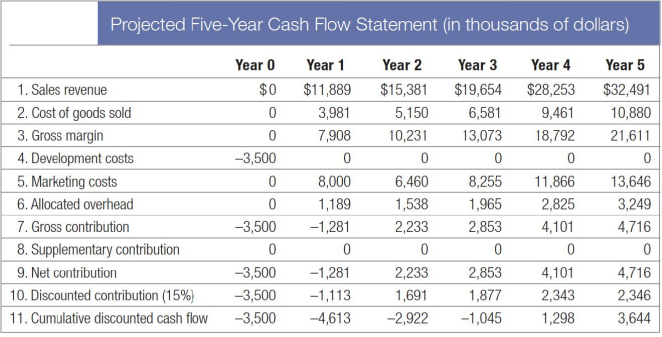 Projected Five-Year Cash Flow Statement (in thousands of dollars)
Year 0 Year 1 Year 2 Year 3 Year 4 Year 5
1. Sales revenue $0 $11,889 $15,381 $19,654 $28,253 $32,491
2. Cost of goods sold 0 3,981 5,150 6,581 9,461 10,880
3. Gross margin 0 7,908 10,231 13,073 18,792 21,611
4. Development costs –3,500 0 0 0 0 0
5. Marketing costs 0 8,000 6,460 8,255 11,866 13,646
6. Allocated overhead 0 1,189 1,538 1,965 2,825 3,249
7. Gross contribution –3,500 –1,281 2,233 2,853 4,101 4,716
8. Supplementary contribution 0 0 0 0 0 0
9. Net contribution –3,500 –1,281 2,233 2,853 4,101 4,716
10. Discounted contribution (15%) –3,500 –1,113 1,691 1,877 2,343 2,346
11. Cumulative discounted cash flow –3,500 –4,613 –2,922 –1,045 1,298 3,644